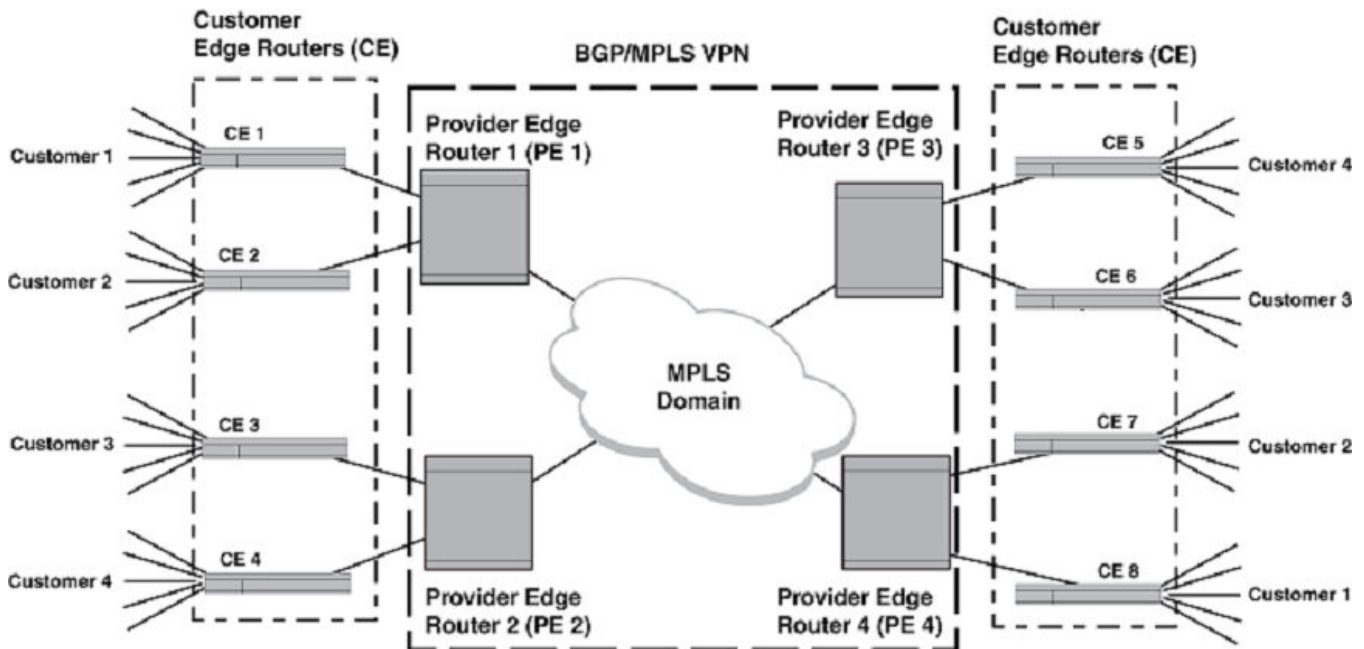 Customer
Edge Routers (CE)
CE 1
Customer 1
CE 2
Customer 2
CE 3
Customer 3
CE 4
Customer 4
BGP/MPLS VPN
Provider Edge
Router 1 (PE 1)
Provider Edge
Router 3 (PE 3)
MPLS
Domain
Provider Edge
Router 2 (PE 2)
Provider Edge
Router 4 (PE 4)
Customer
Edge Routers (CE)
CE 5
Customer 4
CE 6
Customer 3
CE 7
Customer 2
CE 8
Customer 1